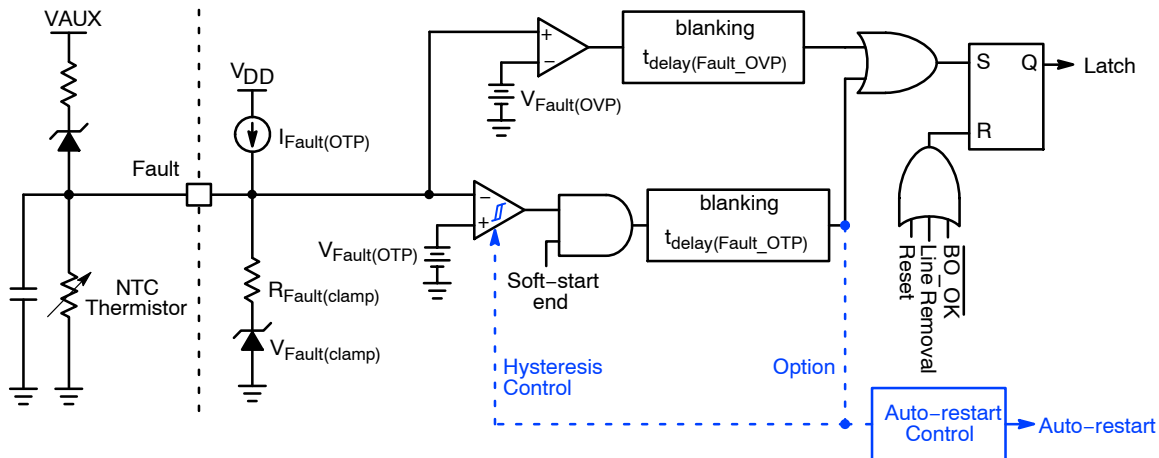 VAUX
blanking
tdelay(Fault_OVP)
S
Q
Latch
R
VDD
+
−
VFault(OVP)
IFault(OTP)
Fault
−
+
blanking
tdelay(Fault_OTP)
VFault(OTP)
Soft−start
end
NTC
Thermistor
RFault(clamp)
VFault(clamp)
Reset
Line Removal
BO_OK
Hysteresis
Control
Option
Auto−restart
Control
Auto−restart